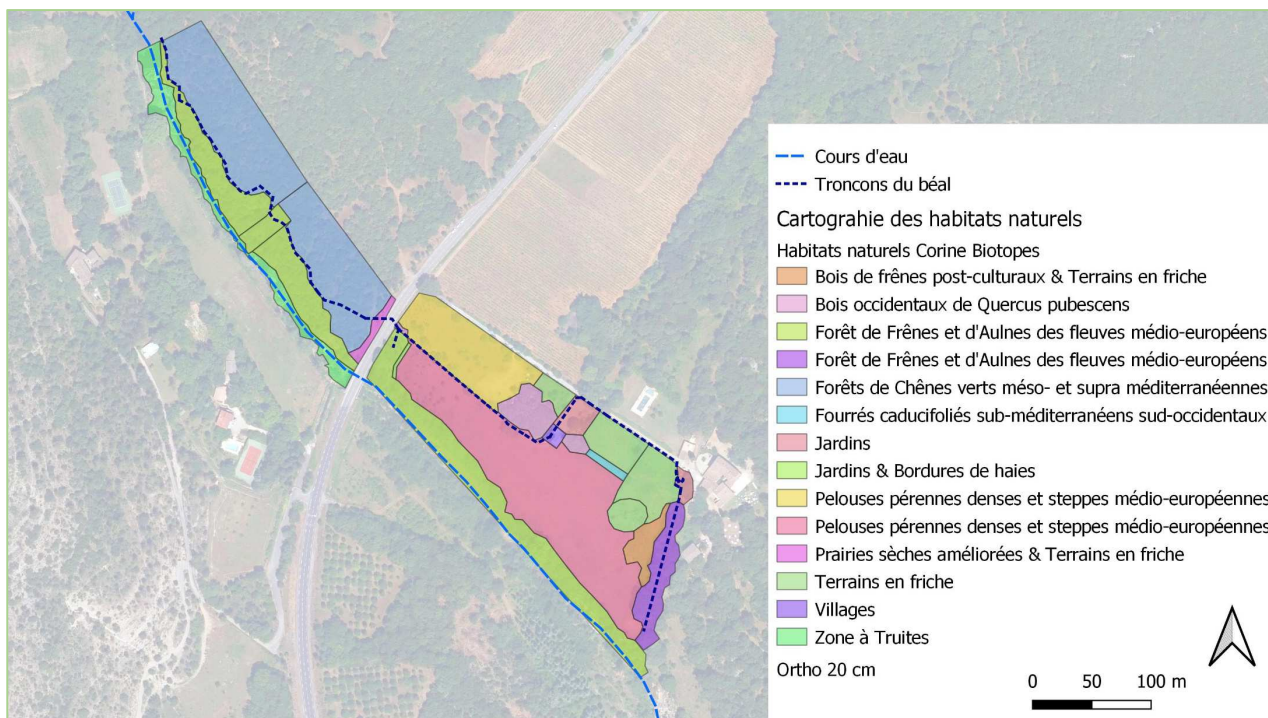 Cours d'eau
Troncons du béal
Cartograhie des habitats naturels
Habitats naturels Corine Biotopes
Bois de frênes post-culturaux & Terrains en friche
Bois occidentaux de Quercus pubescens
Forêt de Frênes et d'Aulnes des fleuves médio-européens
Forêt de Frênes et d'Aulnes des fleuves médio-européens
Forêts de Chênes verts méso- et supra méditerranéennes
Fourrés caducifoliés sub-méditerranéens sud-occidentaux
Jardins
Jardins & Bordures de haies
Pelouses pérennes denses et steppes médio-européennes
Pelouses pérennes denses et steppes médio-européennes
Prairies sèches améliorées & Terrains en friche
Terrains en friche
Villages
Zone à Truites
Ortho 20 cm
0 50 100 m